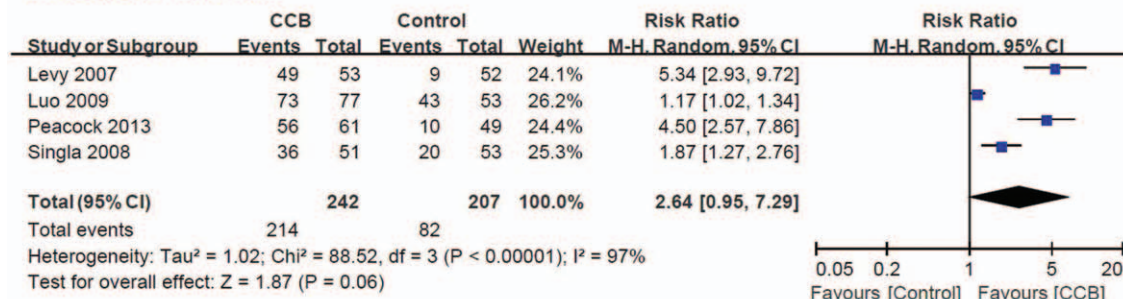 CCB Control Risk Ratio Risk Ratio
Study or Subgroup Events Total Events Total Weight M-H. Random. 95% CI M-H. Random. 95% CI
Levy 2007 49 53 9 52 24.1% 5.34 [2.93, 9.72]
Luo 2009 73 77 43 53 26.2% 1.17 [1.02, 1.34]
Peacock 2013 56 61 10 49 24.4% 4.50 [2.57, 7.86]
Singla 2008 36 51 20 53 25.3% 1.87 [1.27, 2.76]
Total (95% CI) 242 207 100.0% 2.64 [0.95, 7.29]
Total events 214 82
Heterogeneity: Tau² = 1.02; Chi² = 88.52, df = 3 (P < 0.00001); I² = 97%
Test for overall effect: Z = 1.87 (P = 0.06)
0.05 0.2 1 5 20
Favours [Control] Favours [CCB]